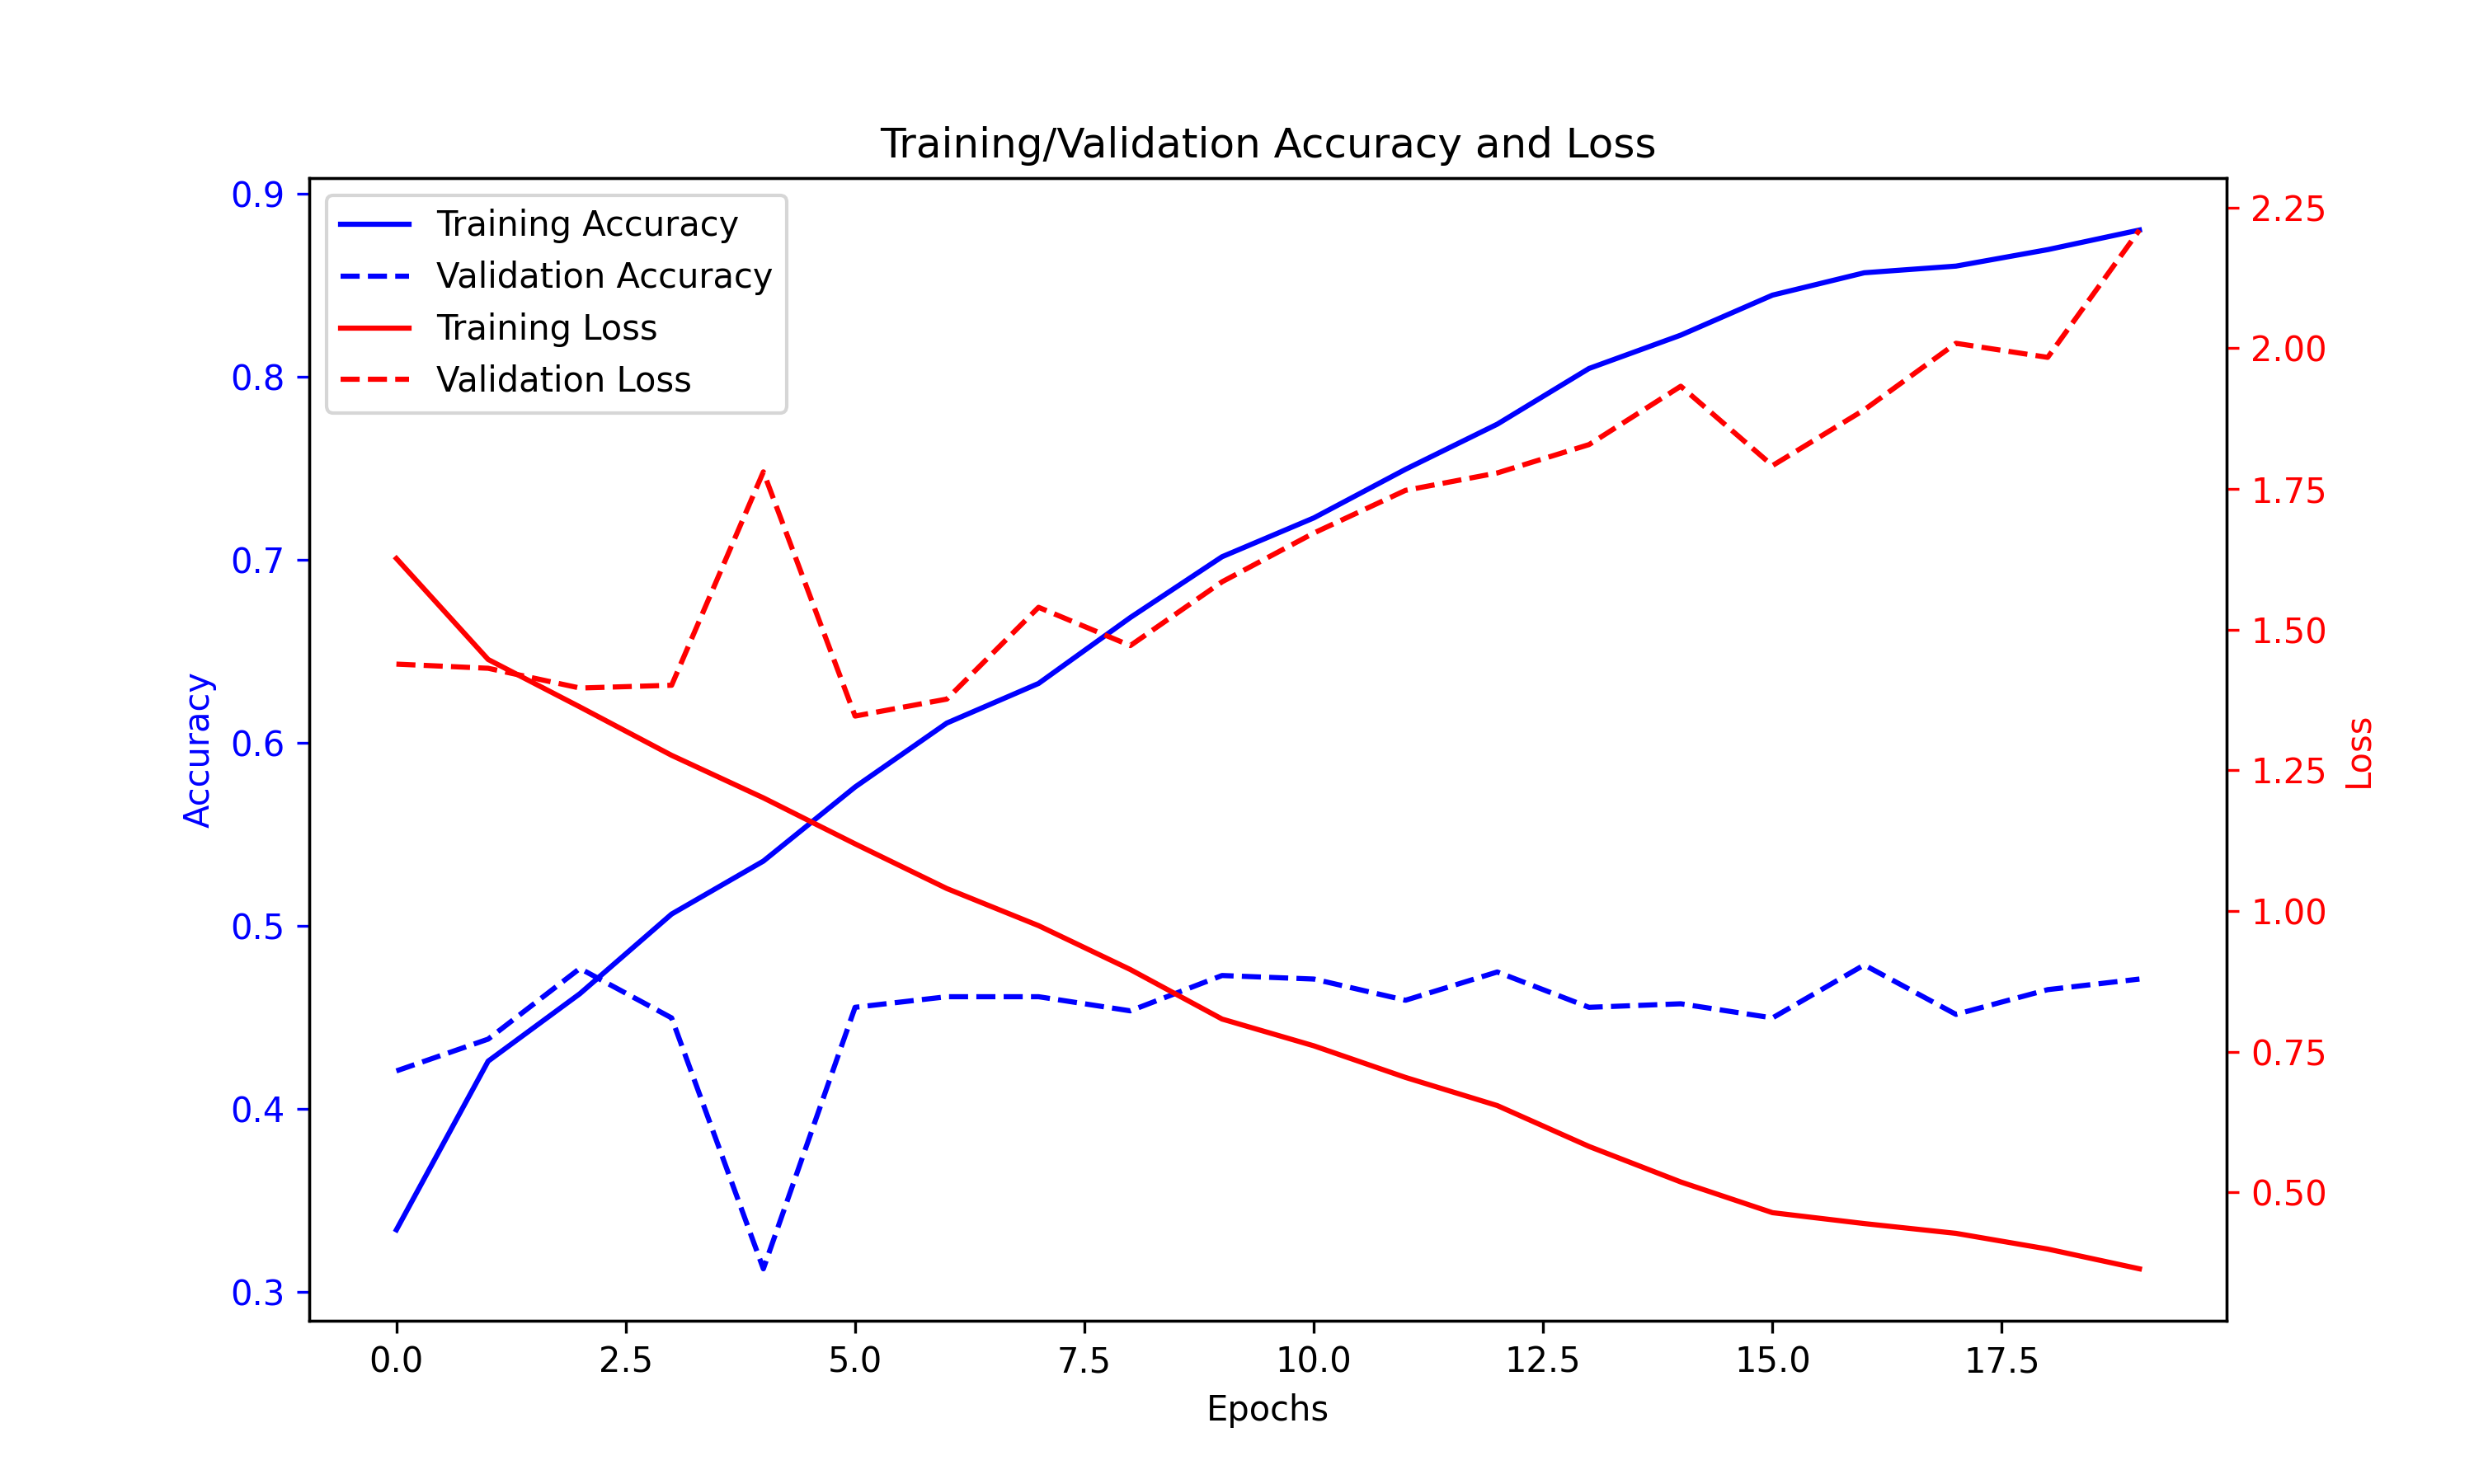 Training/Validation Accuracy and Loss
Training Accuracy
Validation Accuracy
Training Loss
Validation Loss
0.9
0.8
0.7
0.6
0.5
0.4
0.3
Accuracy
2.25
2.00
1.75
1.50
1.25
1.00
0.75
0.50
Loss
0.0 2.5 5.0 7.5 10.0 12.5 15.0 17.5
Epochs